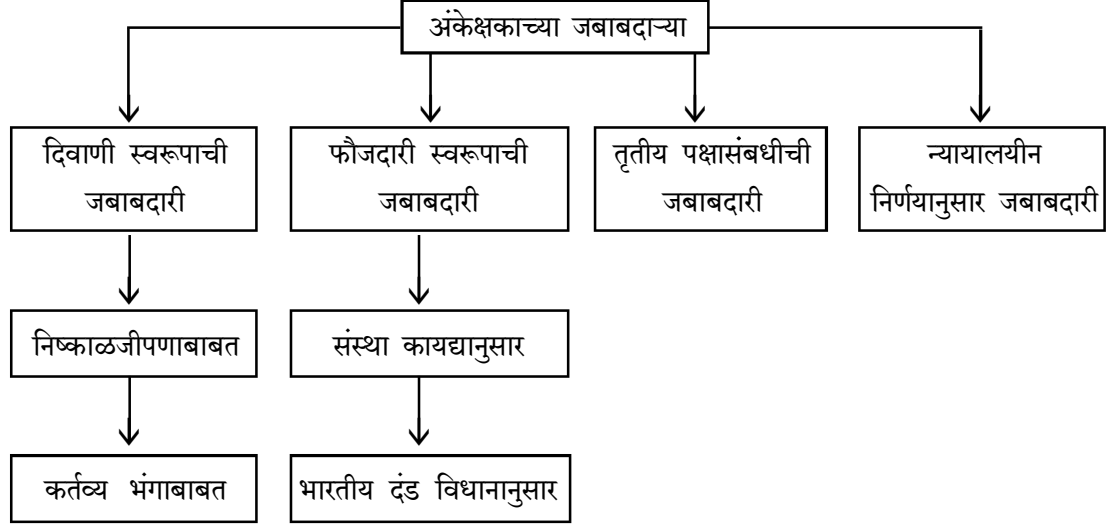 अंकेक्षकाच्या जबाबदाऱ्या
दिवाणी स्वरूपाची
जबाबदारी
फौजदारी स्वरूपाची
जबाबदारी
तृतीय पक्षासंबधीची
जबाबदारी
न्यायालयीन
निर्णयानुसार जबाबदारी
निष्काळजीपणाबाबत
संस्था कायद्यानुसार
कर्तव्य भंगाबाबत
भारतीय दंड विधानानुसार